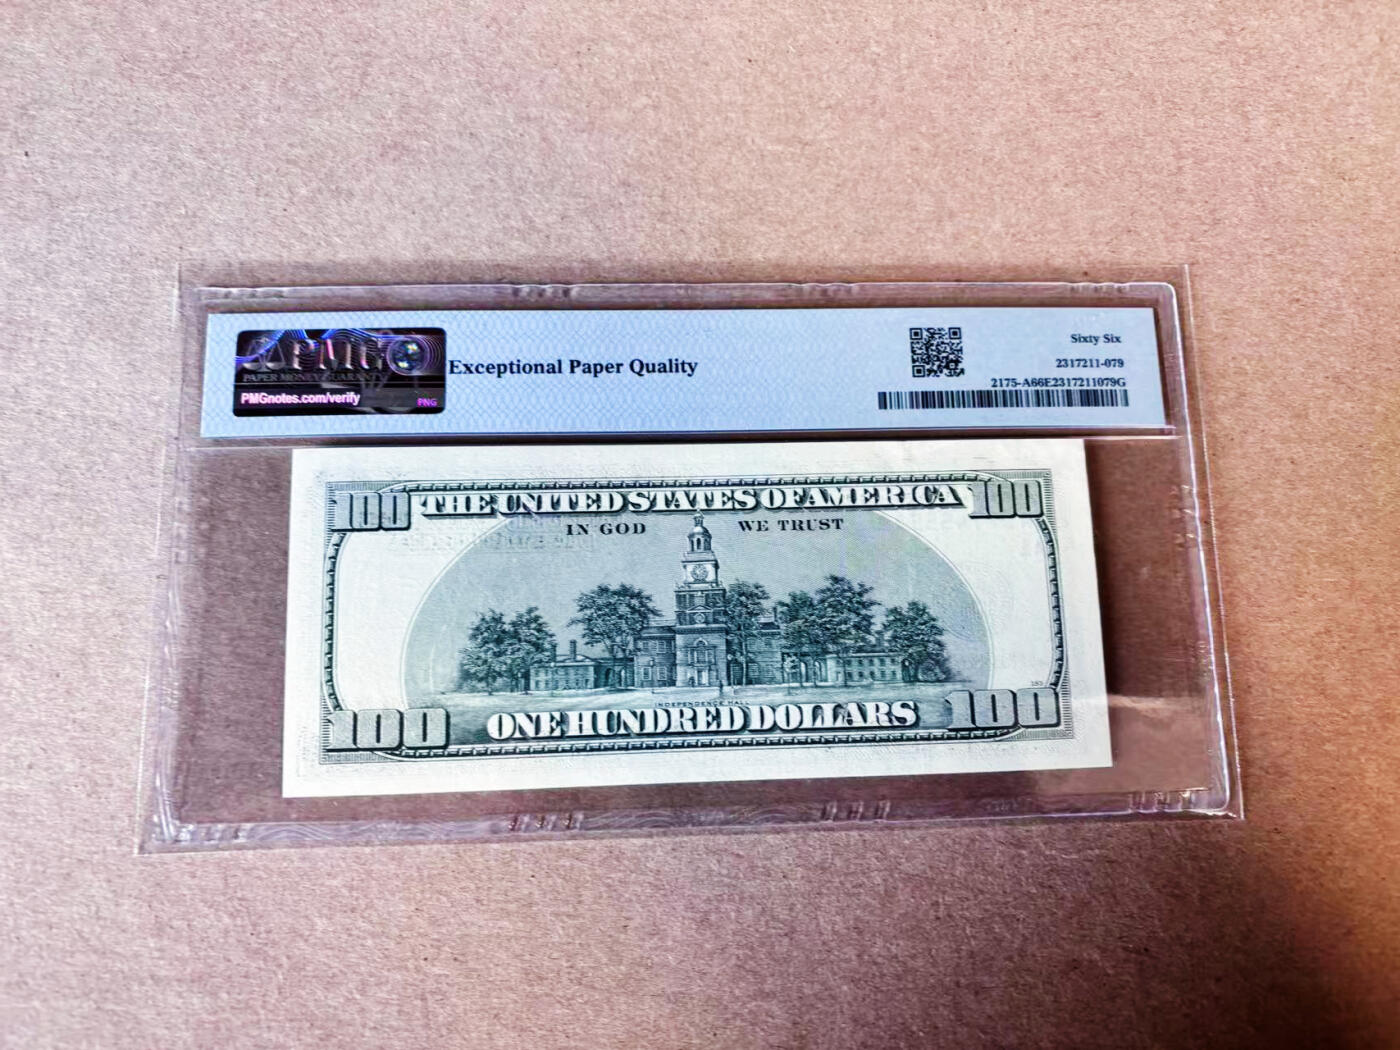 PMG
PAPER MONEY GUARANTY
PMGnotes.com/verify
PNG
Exceptional Paper Quality
Sixty Six
2317211-079
2175-A66E2317211079G
100 THE UNITED STATES OF AMERICA 100
IN GOD WE TRUST
INDEPENDENCE HALL
100 ONE HUNDRED DOLLARS 100